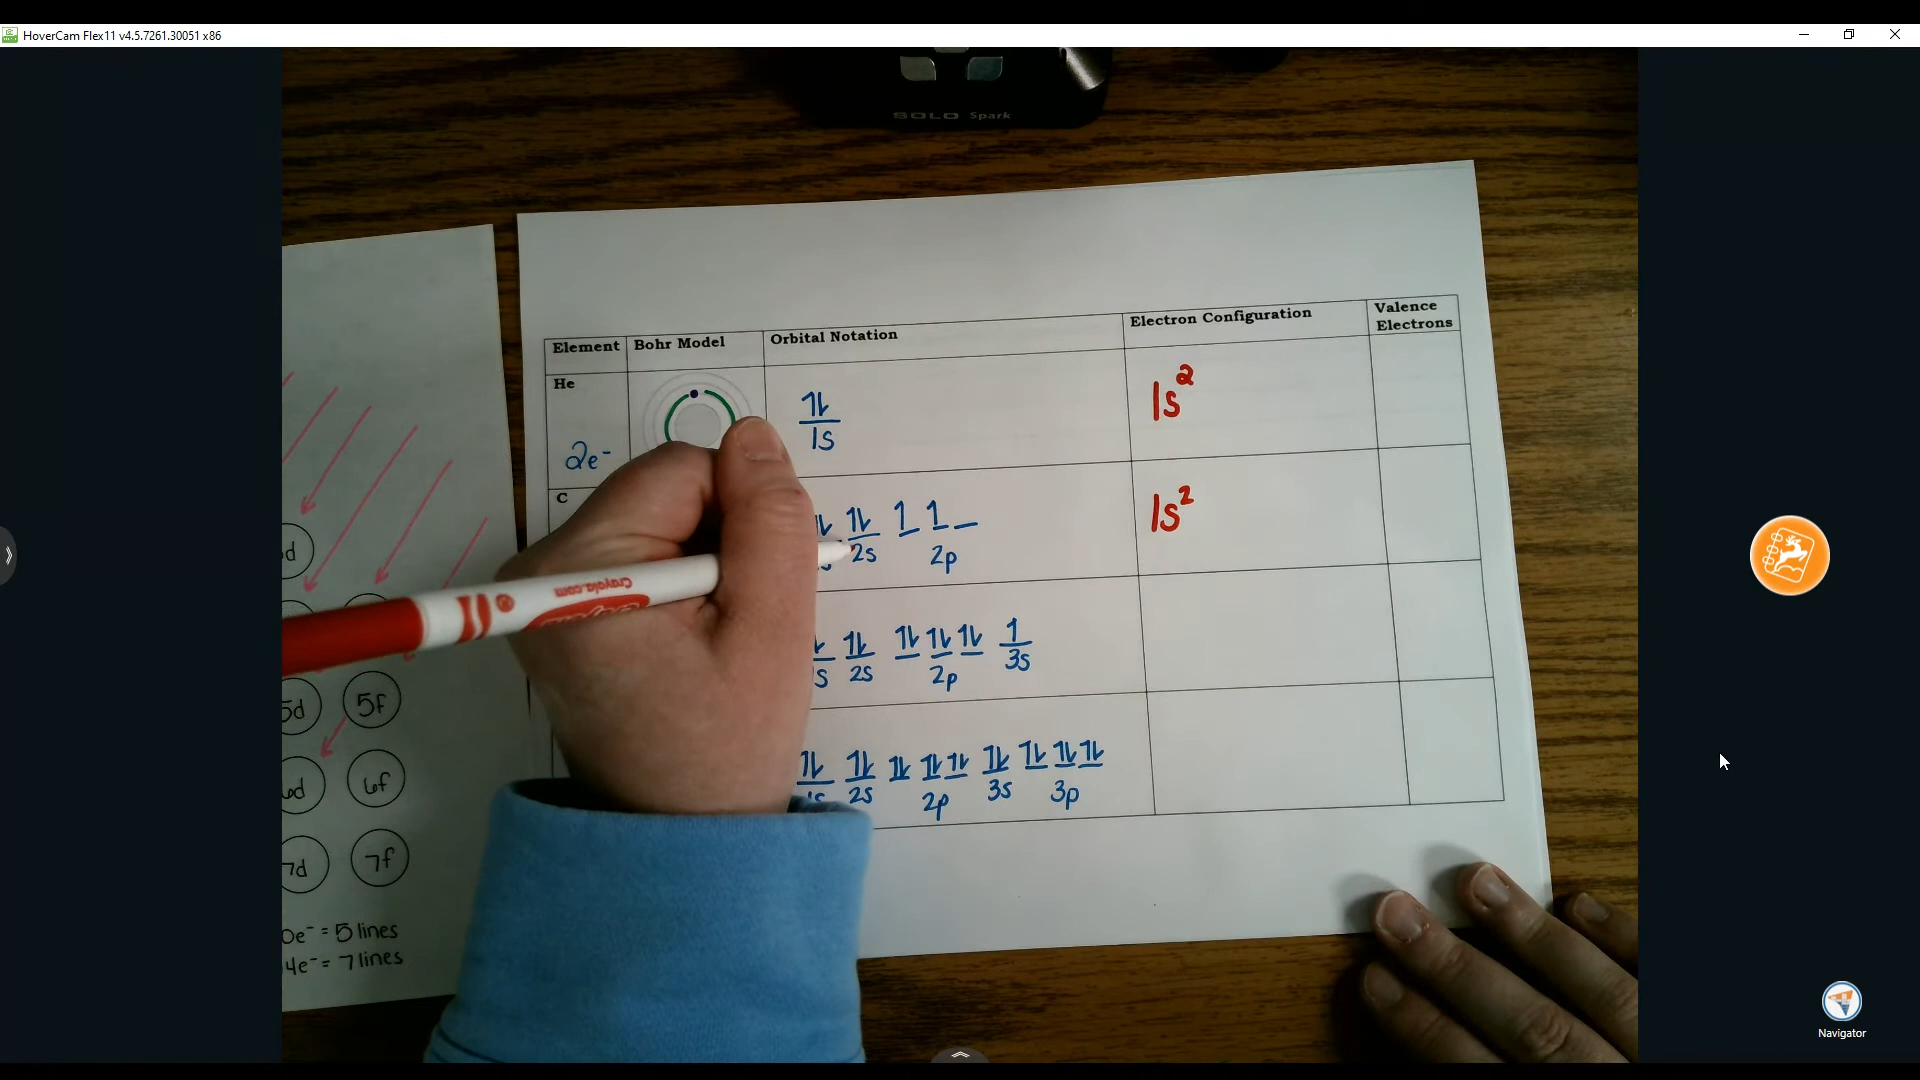 HoverCam Flex11 v4.5.7261.30051 x86
SOLO Spark
Element Bohr Model Orbital Notation Electron Configuration Valence Electrons
He
2e⁻
1s
1s²
C
2s 2p
1s²
2s 2p 3s
2s 2p 3s 3p
5d 5f
6d 6f
7d 7f
0e⁻ = 5 lines
4e⁻ = 7 lines
Crayola.com
Navigator